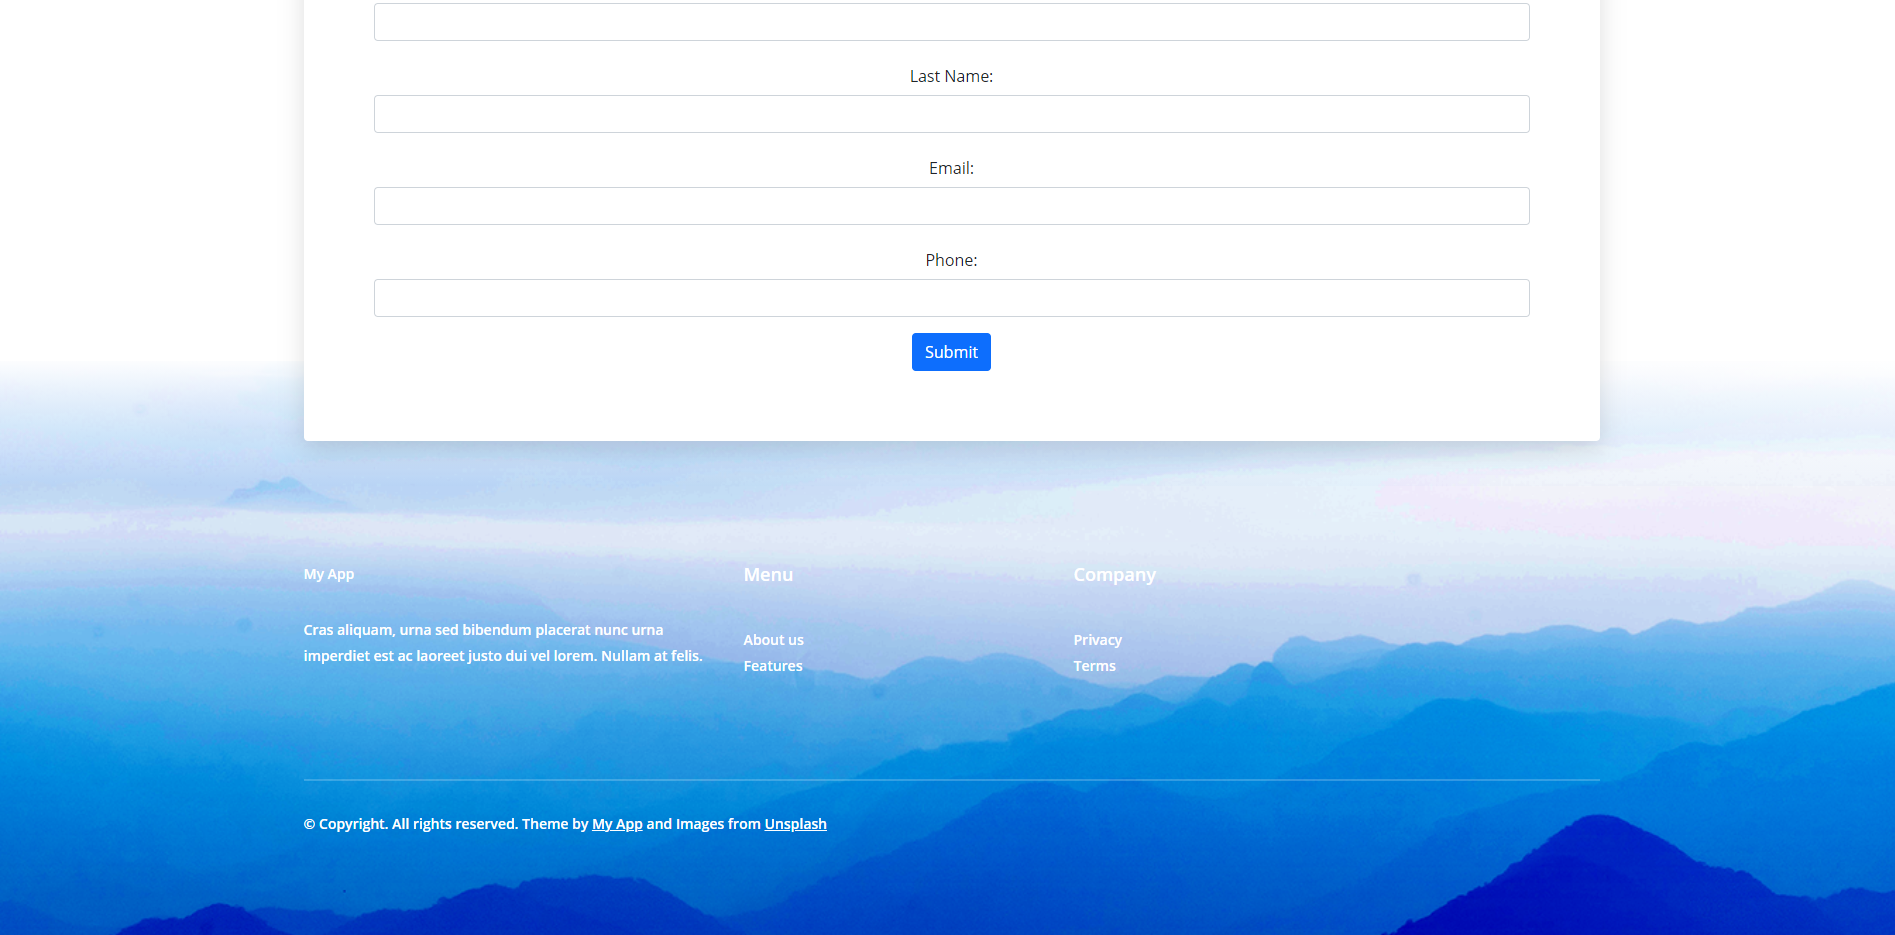 Last Name:
Email:
Phone:
Submit
My App
Cras aliquam, urna sed bibendum placerat nunc urna
imperdiet est ac laoreet justo dui vel lorem. Nullam at felis.
Menu
About us
Features
Company
Privacy
Terms
© Copyright. All rights reserved. Theme by My App and Images from Unsplash